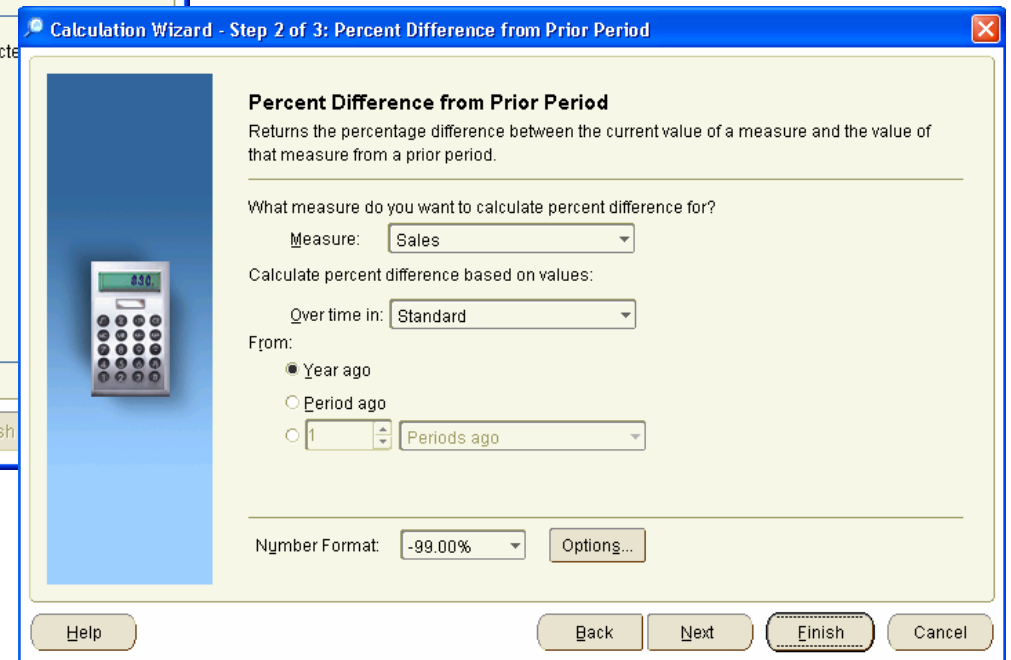 Calculation Wizard - Step 2 of 3: Percent Difference from Prior Period
cte
Percent Difference from Prior Period
Returns the percentage difference between the current value of a measure and the value of
that measure from a prior period.
What measure do you want to calculate percent difference for?
Measure: Sales
Calculate percent difference based on values:
Over time in: Standard
From:
Year ago
Period ago
1 Periods ago
sh
Number Format: -99.00% Options...
Help Back Next Finish Cancel